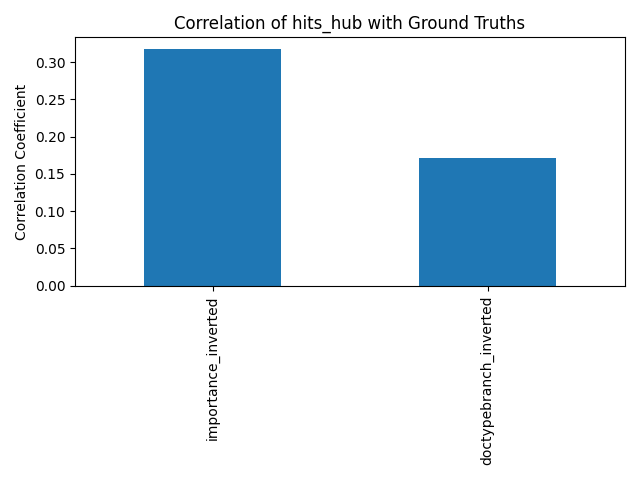 Correlation of hits_hub with Ground Truths
Correlation Coefficient
0.30
0.25
0.20
0.15
0.10
0.05
0.00
importance_inverted
doctypebranch_inverted